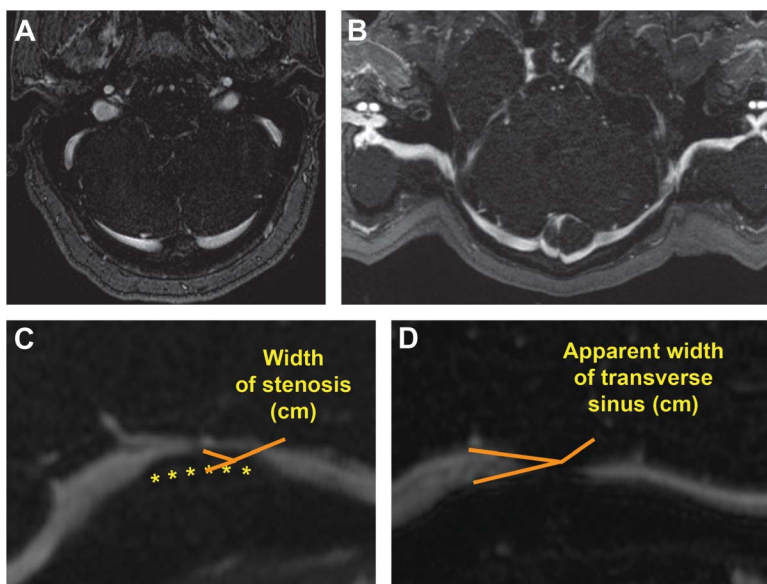 A
B
C
Width
of stenosis
(cm)
* * * * * *
D
Apparent width
of transverse
sinus (cm)